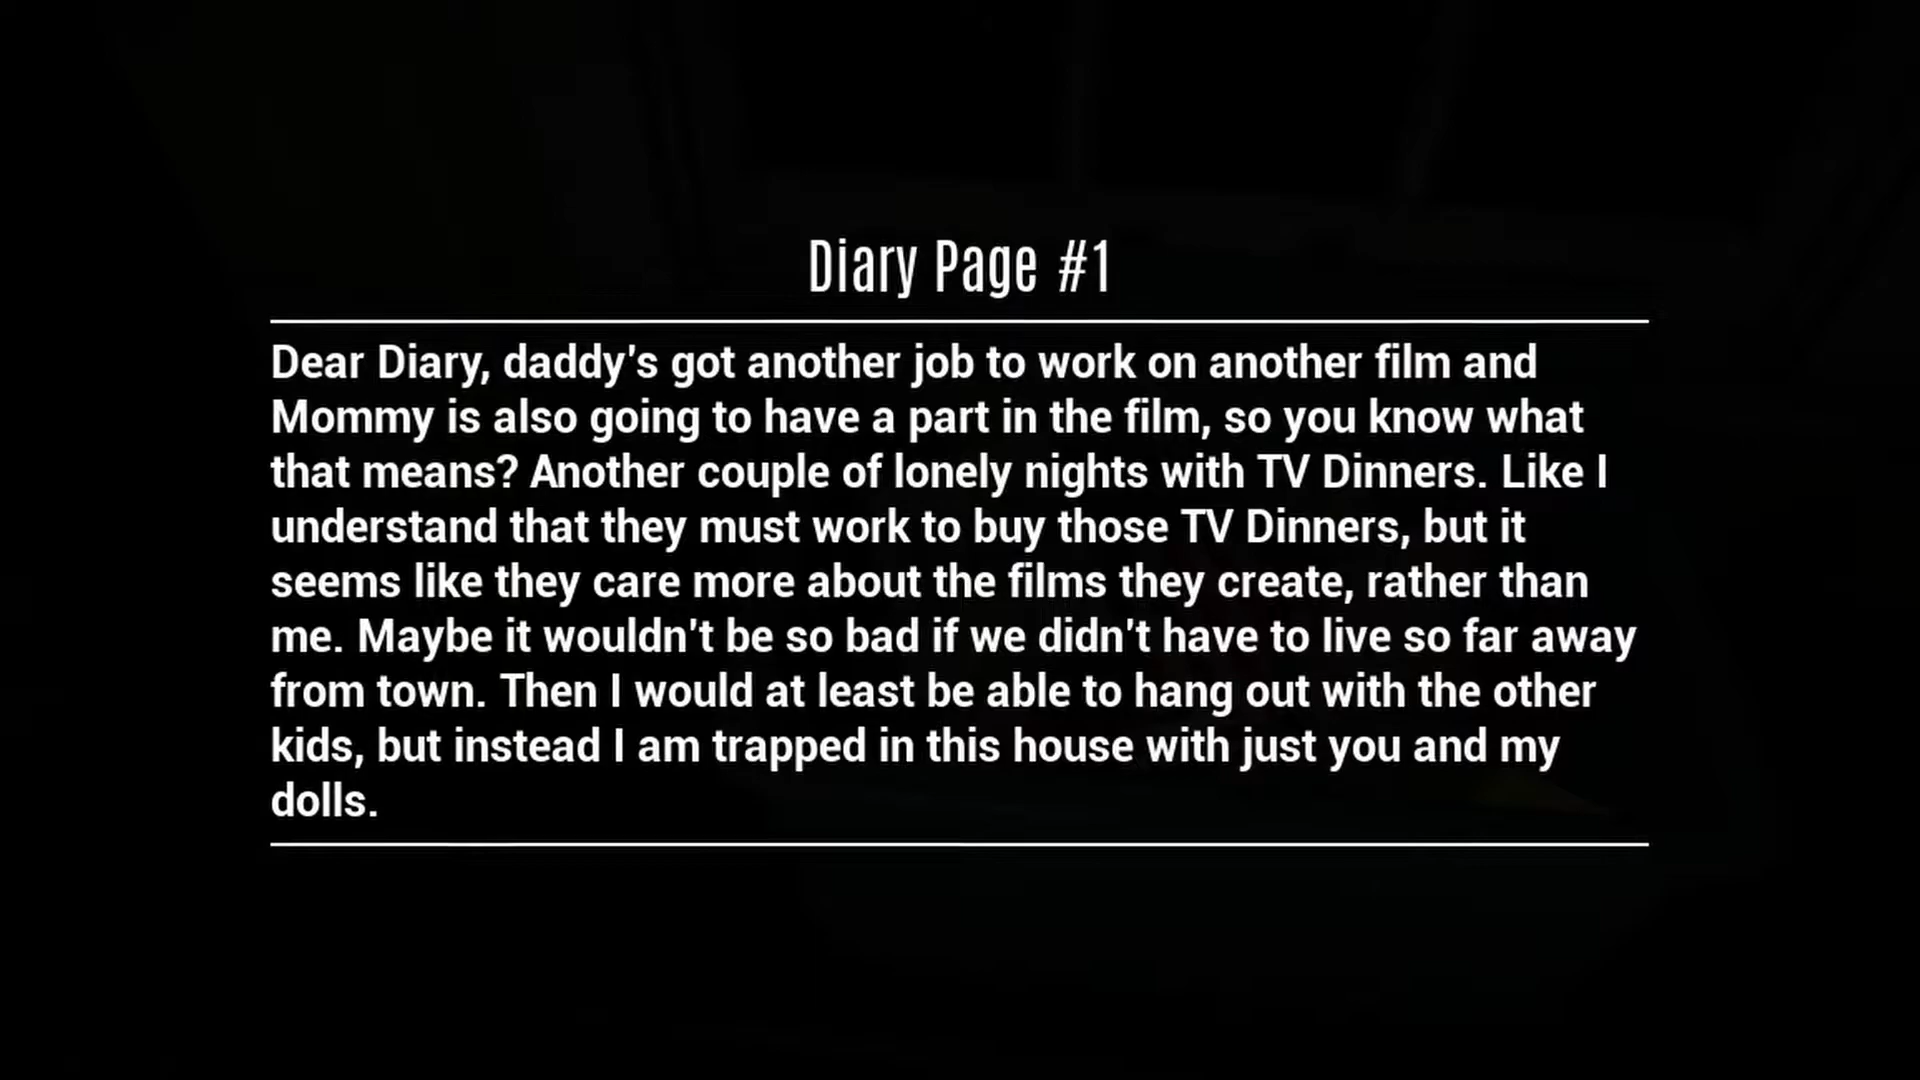 Diary Page #1
Dear Diary, daddy's got another job to work on another film and
Mommy is also going to have a part in the film, so you know what
that means? Another couple of lonely nights with TV Dinners. Like I
understand that they must work to buy those TV Dinners, but it
seems like they care more about the films they create, rather than
me. Maybe it wouldn't be so bad if we didn't have to live so far away
from town. Then I would at least be able to hang out with the other
kids, but instead I am trapped in this house with just you and my
dolls.